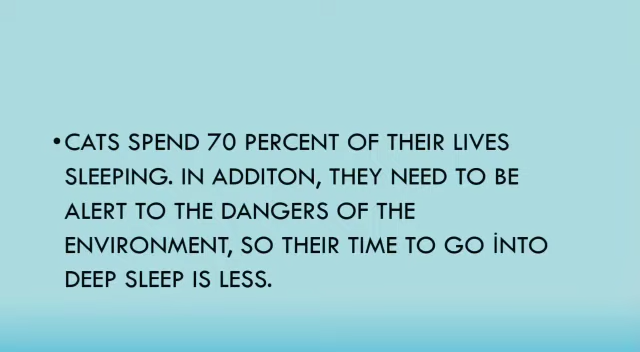 •CATS SPEND 70 PERCENT OF THEIR LIVES
SLEEPING. IN ADDITON, THEY NEED TO BE
ALERT TO THE DANGERS OF THE
ENVIRONMENT, SO THEIR TIME TO GO İNTO
DEEP SLEEP IS LESS.